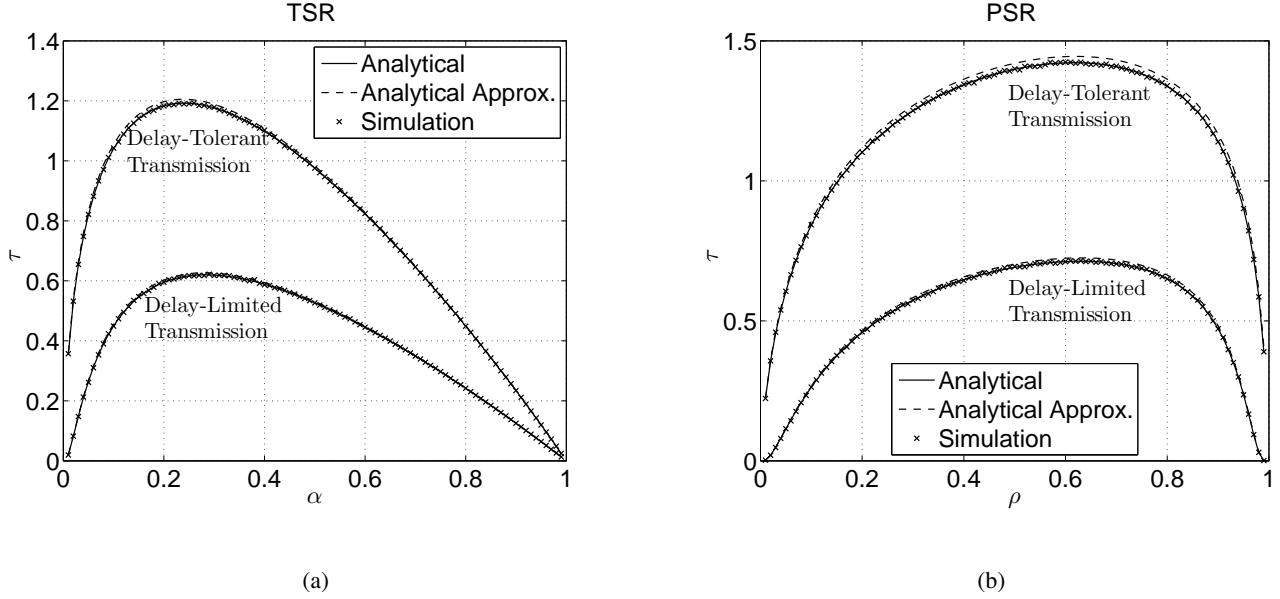 TSR
1.4
1.2
1
0.8
0.6
0.4
0.2
0
τ
Analytical
Analytical Approx.
Simulation
Delay-Tolerant
Transmission
Delay-Limited
Transmission
0 0.2 0.4 0.6 0.8 1
α
(a)
PSR
1.5
1
0.5
0
τ
Delay-Tolerant
Transmission
Delay-Limited
Transmission
Analytical
Analytical Approx.
Simulation
0 0.2 0.4 0.6 0.8 1
ρ
(b)